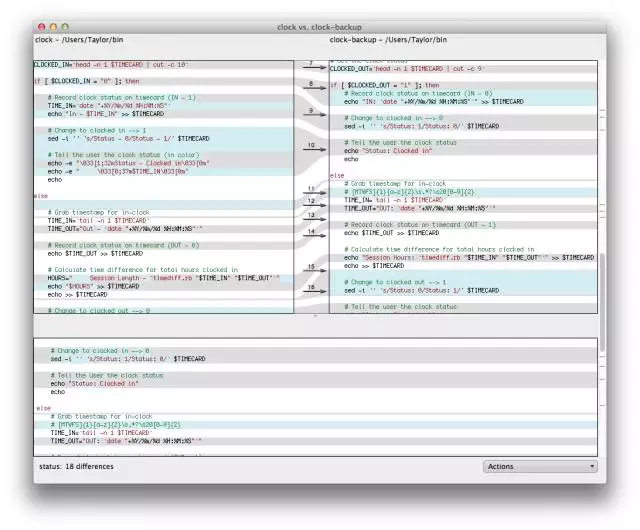 clock vs. clock-backup
clock - /Users/Taylor/bin
clock-backup - /Users/Taylor/bin
CLOCKED_IN=`head -n 1 $TIMECARD | cut -c 10`
if [ $CLOCKED_IN = "0" ]; then
# Record clock status on timecard (IN - 1)
TIME_IN=`date "+%Y/%m/%d %H:%M:%S"`
echo "In - $TIME_IN" >> $TIMECARD
# Change to clocked in --> 1
sed -i '' 's/Status - 0/Status - 1/' $TIMECARD
# Tell the user the clock status (in color)
echo -e "\033[1;32mStatus - Clocked in\033[0m"
echo -e " \033[0;37m$TIME_IN\033[0m"
echo
else
# Grab timestamp for in-clock
TIME_IN=`tail -n 1 $TIMECARD`
TIME_OUT="Out - `date "+%Y/%m/%d %H:%M:%S"`"
# Record clock status on timecard (OUT - 0)
echo $TIME_OUT >> $TIMECARD
# Calculate time difference for total hours clocked in
HOURS=" Session Length - `timediff.rb "$TIME_IN" "$TIME_OUT"`"
echo "$HOURS" >> $TIMECARD
echo >> $TIMECARD
# Change to clocked out --> 0
7
8
9
10
11
12
13
14
15
16
# Get the clock status
CLOCKED_OUT=`head -n 1 $TIMECARD | cut -c 9`
if [ $CLOCKED_OUT = "1" ]; then
# Record clock status on timecard (IN - 0)
echo "IN: `date "+%Y/%m/%d %H:%M:%S"`" >> $TIMECARD
# Change to clocked in --> 0
sed -i '' 's/Status: 1/Status: 0/' $TIMECARD
# Tell the user the clock status
echo "Status: Clocked in"
echo
else
# Grab timestamp for in-clock
# [MTWFS]{1}[a-z]{2}\s.*?\s20[0-9]{2}
TIME_IN=`tail -n 1 $TIMECARD`
TIME_OUT="OUT: `date "+%Y/%m/%d %H:%M:%S"`"
# Record clock status on timecard (OUT - 1)
echo $TIME_OUT >> $TIMECARD
# Calculate time difference for total hours clocked in
echo "Session Hours: `timediff.rb "$TIME_IN" "$TIME_OUT"`" >> $TIMECARD
echo >> $TIMECARD
# Change to clocked out --> 1
sed -i '' 's/Status: 0/Status: 1/' $TIMECARD
# Tell the user the clock status
# Change to clocked in --> 0
sed -i '' 's/Status: 1/Status: 0/' $TIMECARD
# Tell the user the clock status
echo "Status: Clocked in"
echo
else
# Grab timestamp for in-clock
# [MTWFS]{1}[a-z]{2}\s.*?\s20[0-9]{2}
TIME_IN=`tail -n 1 $TIMECARD`
TIME_OUT="OUT: `date "+%Y/%m/%d %H:%M:%S"`"
status: 18 differences
Actions